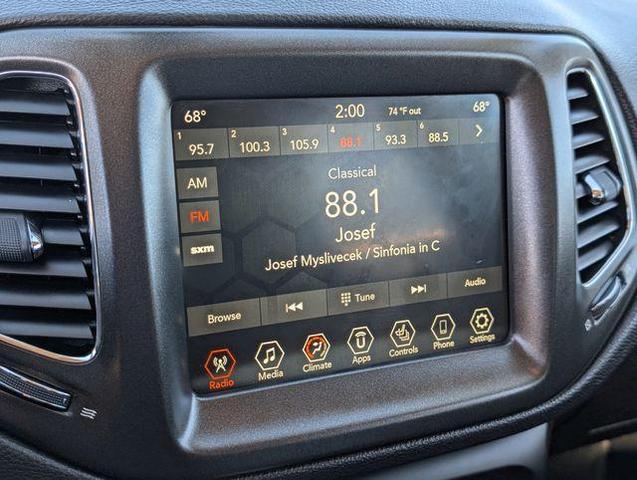 68° 2:00 74 °F out 68°
1 95.7 2 100.3 3 105.9 4 88.1 5 93.3 6 88.5
AM
FM
sxm
Classical
88.1
Josef
Josef Myslivecek / Sinfonia in C
Browse Tune Audio
Radio Media Climate Apps Controls Phone Settings